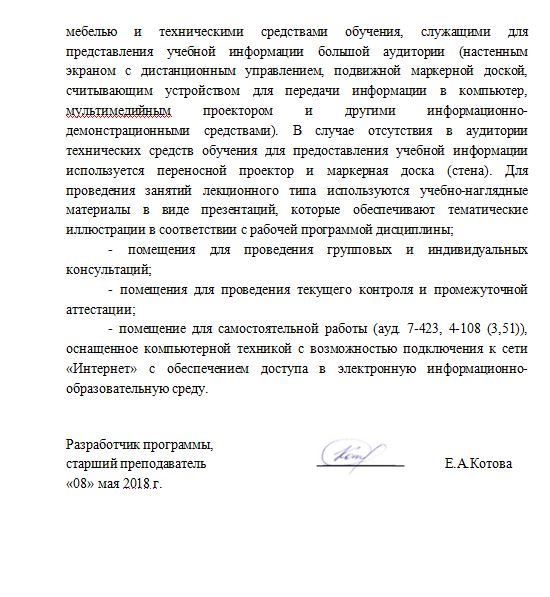 мебелью и техническими средствами обучения, служащими для
представления учебной информации большой аудитории (настенным
экраном с дистанционным управлением, подвижной маркерной доской,
считывающим устройством для передачи информации в компьютер,
мультимедийным проектором и другими информационно-
демонстрационными средствами). В случае отсутствия в аудитории
технических средств обучения для предоставления учебной информации
используется переносной проектор и маркерная доска (стена). Для
проведения занятий лекционного типа используются учебно-наглядные
материалы в виде презентаций, которые обеспечивают тематические
иллюстрации в соответствии с рабочей программой дисциплины;
- помещения для проведения групповых и индивидуальных
консультаций;
- помещения для проведения текущего контроля и промежуточной
аттестации;
- помещение для самостоятельной работы (ауд. 7-423, 4-108 (3,51)),
оснащенное компьютерной техникой с возможностью подключения к сети
«Интернет» с обеспечением доступа в электронную информационно-
образовательную среду.
Разработчик программы,
старший преподаватель Е.А.Котова
«08» мая 2018 г.